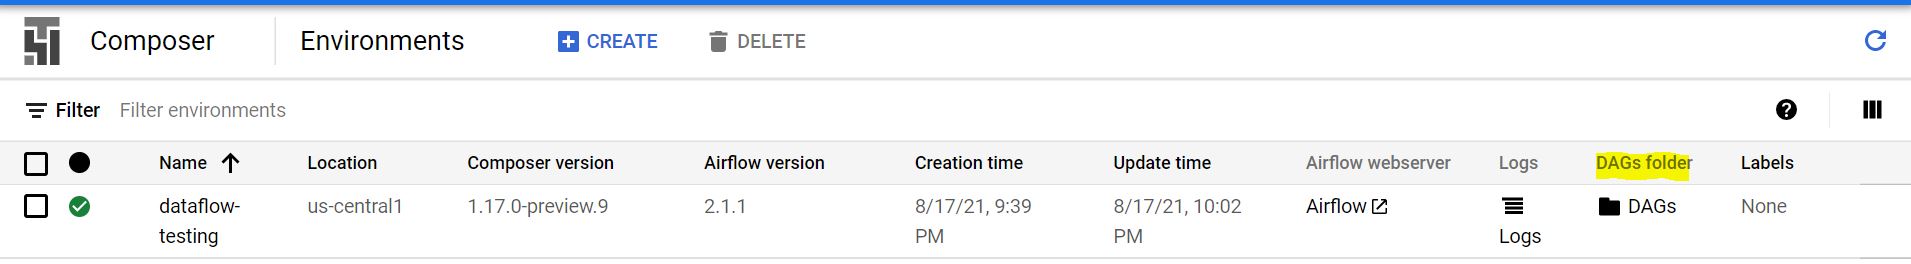 Composer Environments CREATE DELETE
Filter Filter environments
Name Location Composer version Airflow version Creation time Update time Airflow webserver Logs DAGs folder Labels
dataflow- us-central1 1.17.0-preview.9 2.1.1 8/17/21, 9:39 8/17/21, 10:02 Airflow DAGs None
testing PM PM Logs